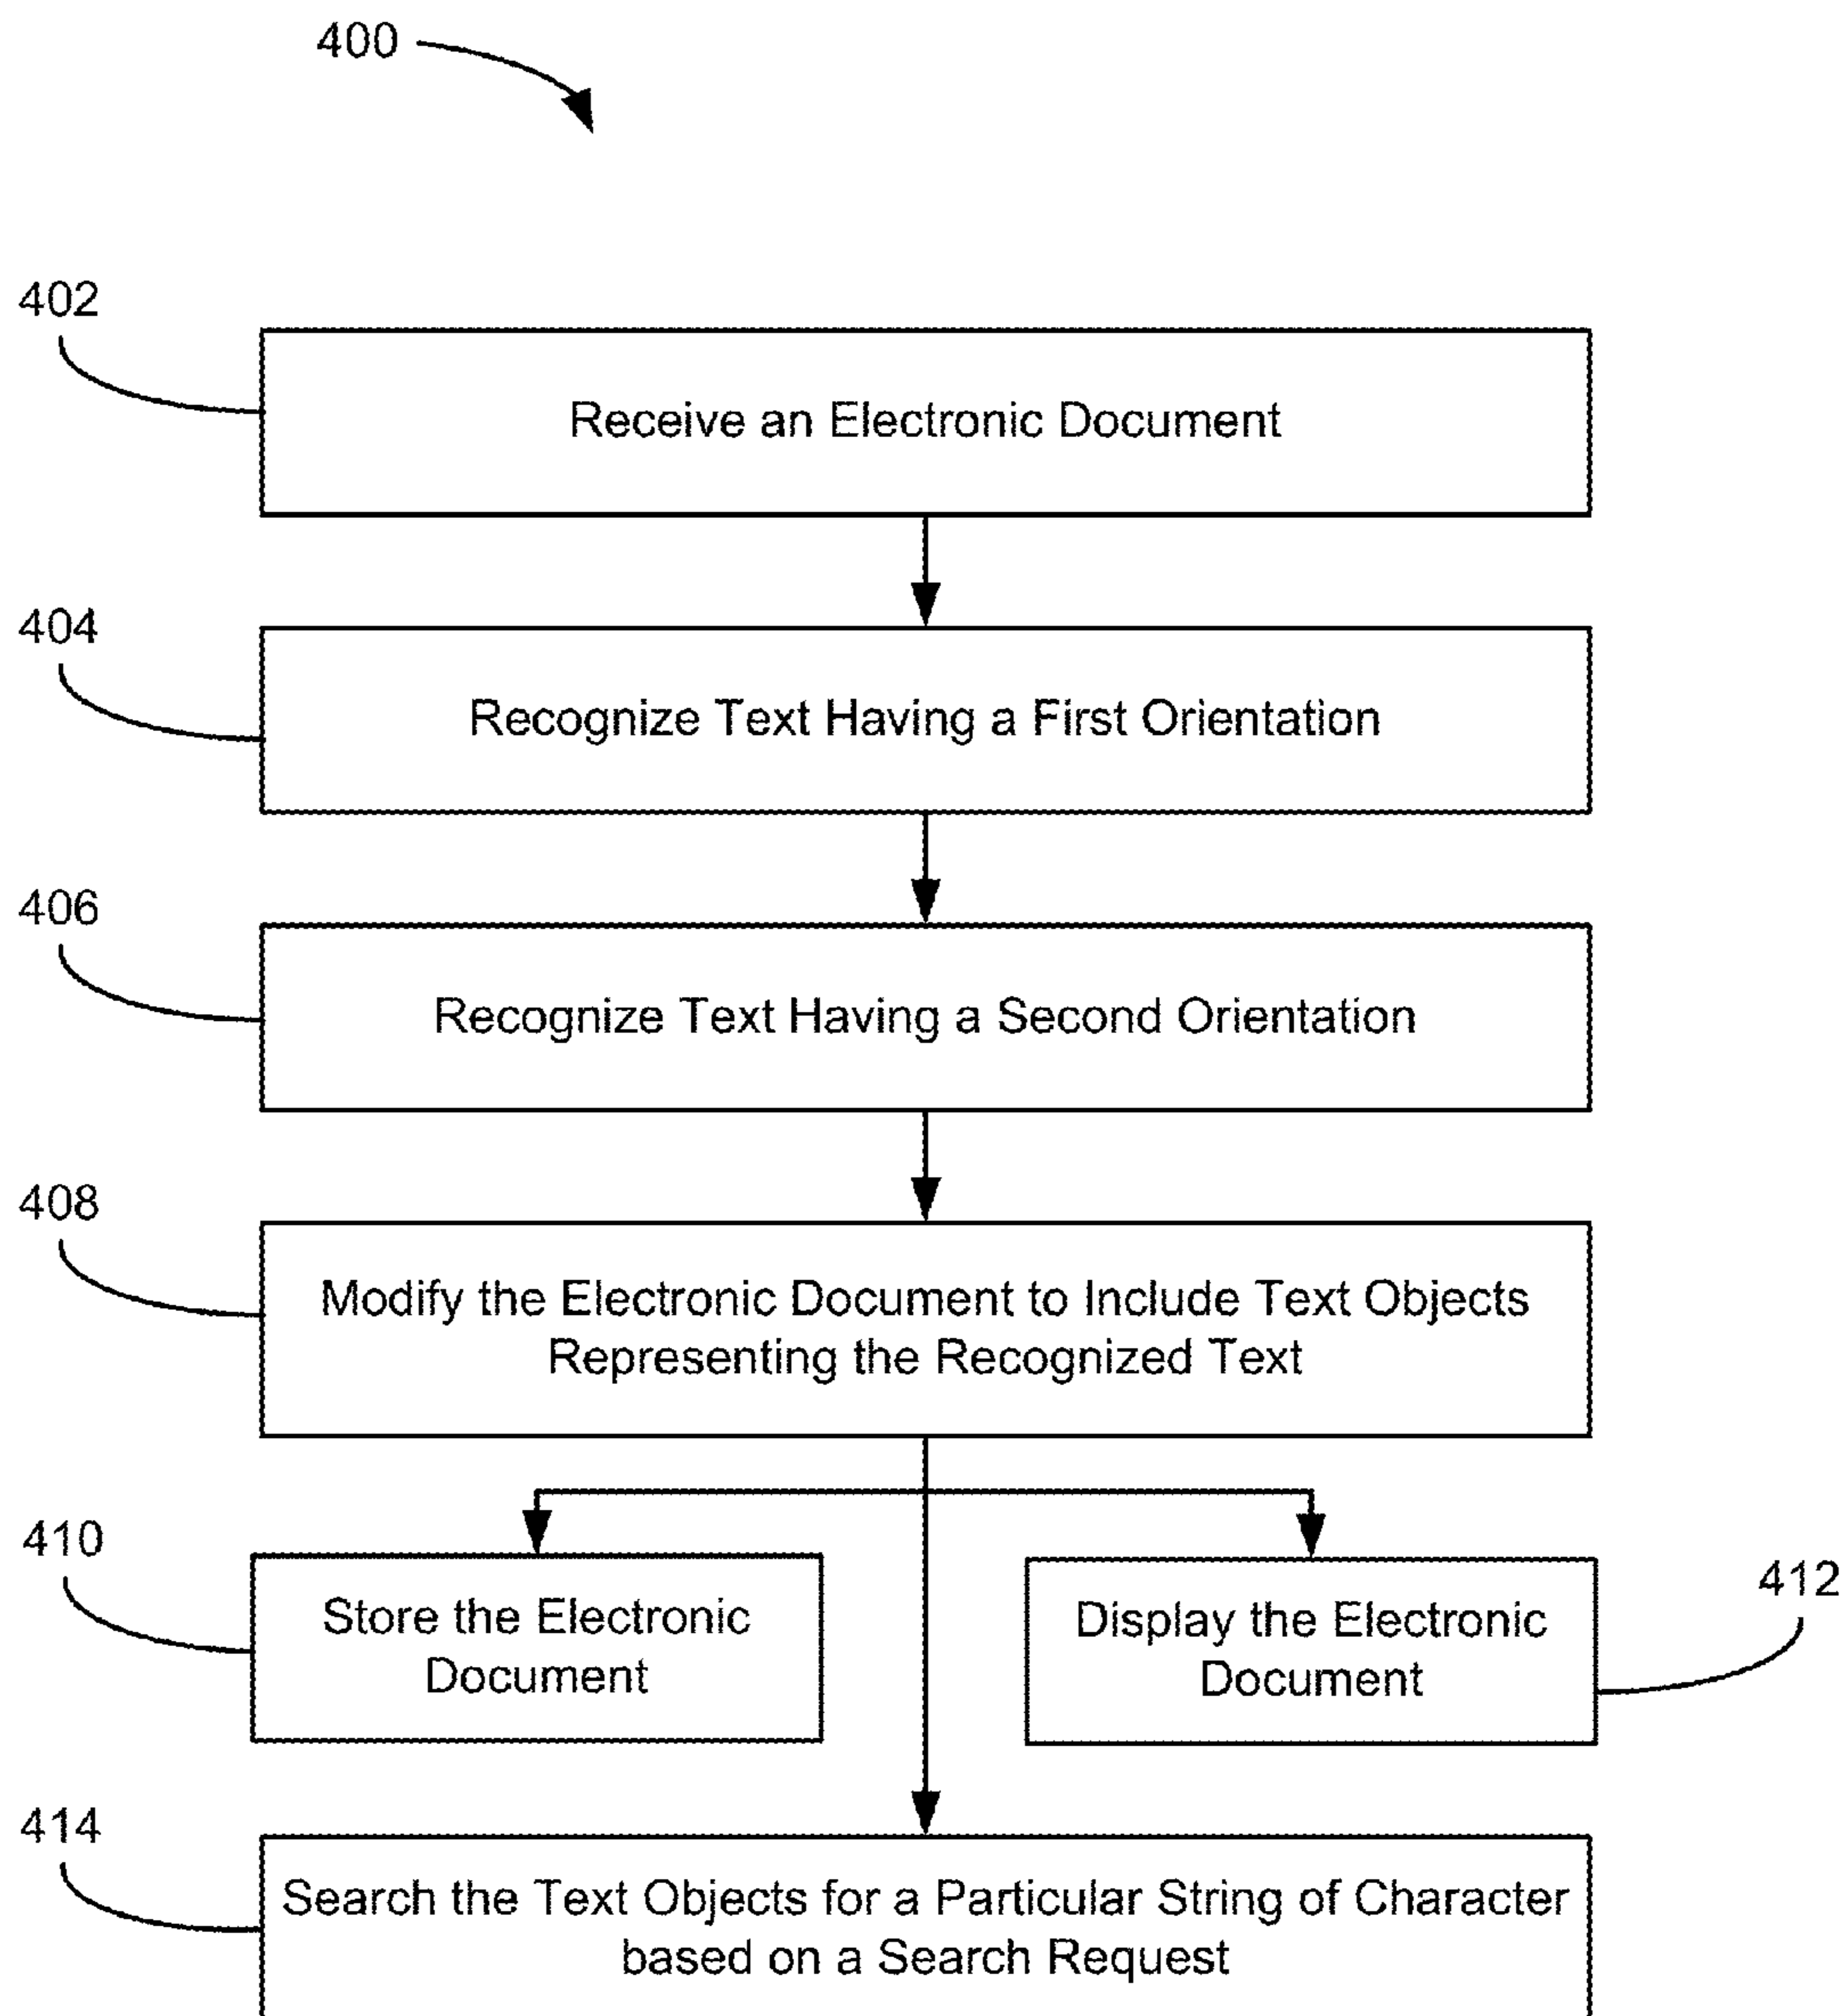 400
402
Receive an Electronic Document
404
Recognize Text Having a First Orientation
406
Recognize Text Having a Second Orientation
408
Modify the Electronic Document to Include Text Objects
Representing the Recognized Text
410
Store the Electronic
Document
412
Display the Electronic
Document
414
Search the Text Objects for a Particular String of Character
based on a Search Request